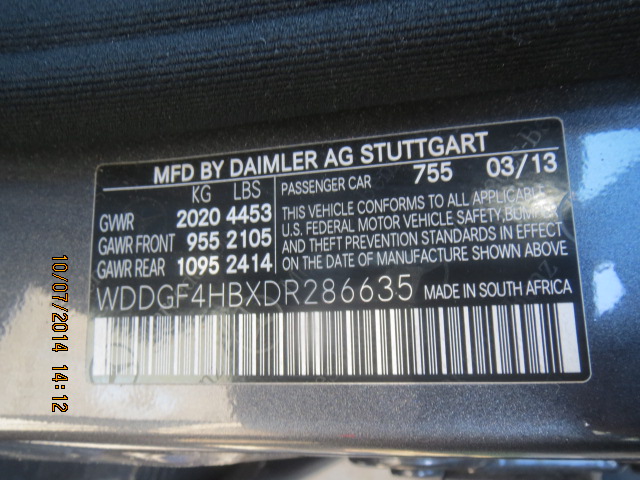 MFD BY DAIMLER AG STUTTGART
KG LBS
GVWR 2020 4453
GAWR FRONT 955 2105
GAWR REAR 1095 2414
PASSENGER CAR 755 03/13
THIS VEHICLE CONFORMS TO ALL APPLICABLE
U.S. FEDERAL MOTOR VEHICLE SAFETY, BUMPER
AND THEFT PREVENTION STANDARDS IN EFFECT
ON THE DATE OF MANUFACTURE SHOWN ABOVE
WDDGF4HBXDR286635 MADE IN SOUTH AFRICA
10/07/2014 14:12